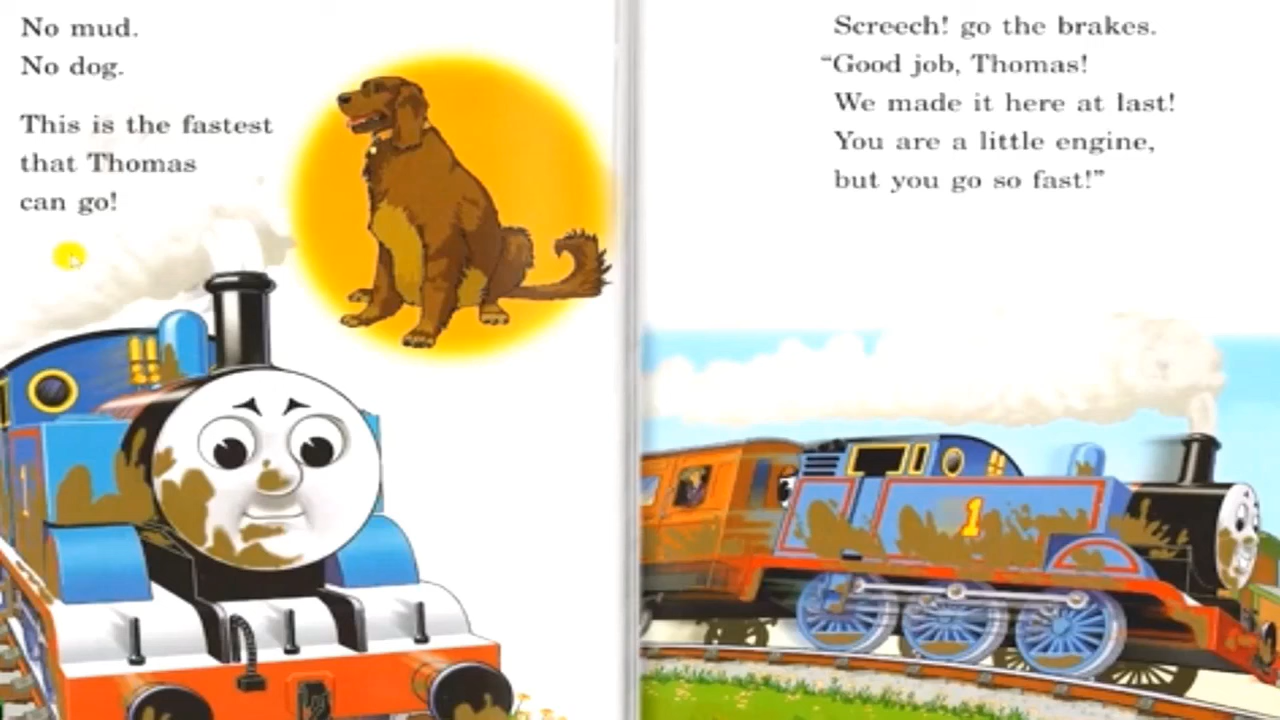 No mud.
No dog.
This is the fastest
that Thomas
can go!
Screech! go the brakes.
“Good job, Thomas!
We made it here at last!
You are a little engine,
but you go so fast!”
1